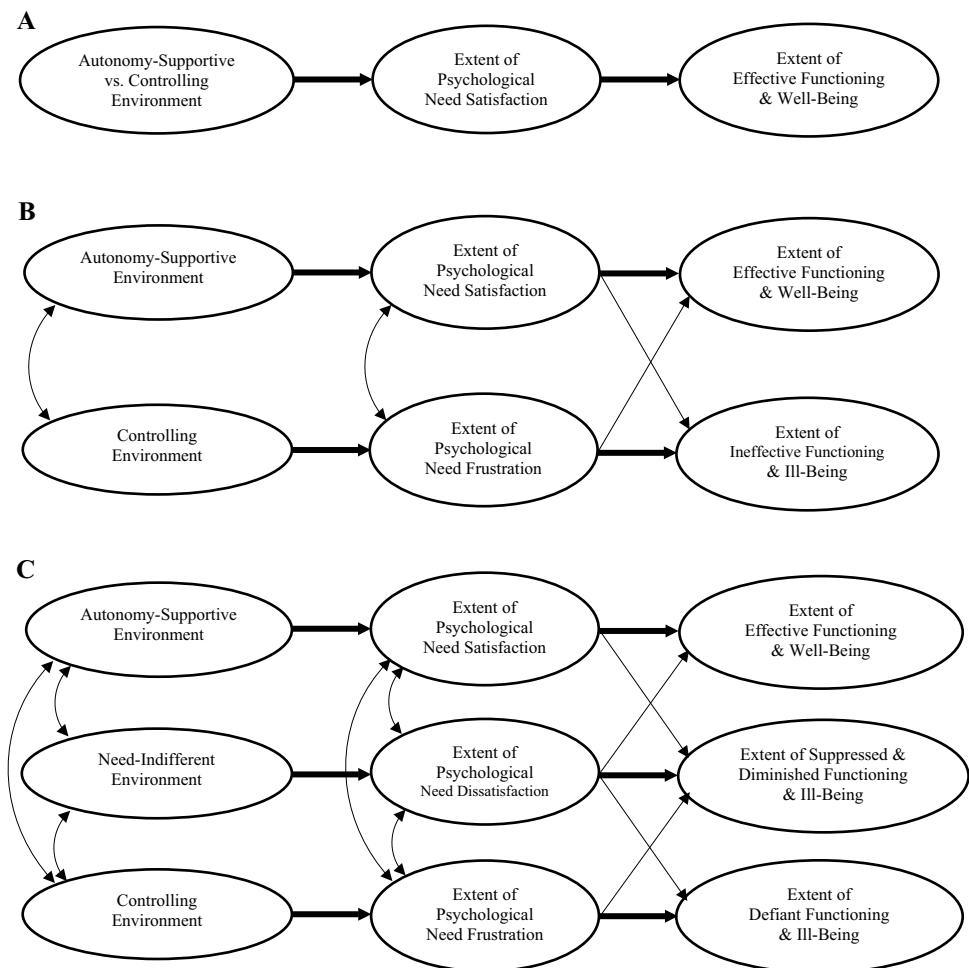 A
Autonomy-Supportive
vs. Controlling
Environment
Extent of
Psychological
Need Satisfaction
Extent of
Effective Functioning
& Well-Being
B
Autonomy-Supportive
Environment
Extent of
Psychological
Need Satisfaction
Extent of
Effective Functioning
& Well-Being
Controlling
Environment
Extent of
Psychological
Need Frustration
Extent of
Ineffective Functioning
& Ill-Being
C
Autonomy-Supportive
Environment
Extent of
Psychological
Need Satisfaction
Extent of
Effective Functioning
& Well-Being
Need-Indifferent
Environment
Extent of
Psychological
Need Dissatisfaction
Extent of Suppressed &
Diminished Functioning
& Ill-Being
Controlling
Environment
Extent of
Psychological
Need Frustration
Extent of
Defiant Functioning
& Ill-Being